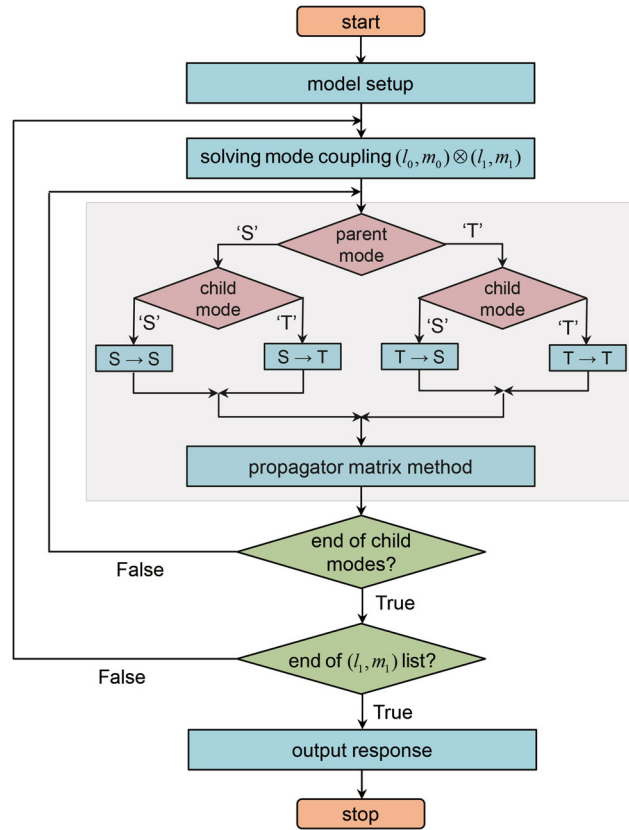 start
model setup
solving mode coupling (l₀, m₀) ⊗ (l₁, m₁)
'S'
parent
mode
'T'
child
mode
child
mode
'S'
'T'
'S'
'T'
S → S
S → T
T → S
T → T
propagator matrix method
end of child
modes?
False
True
end of (l₁, m₁) list?
False
True
output response
stop